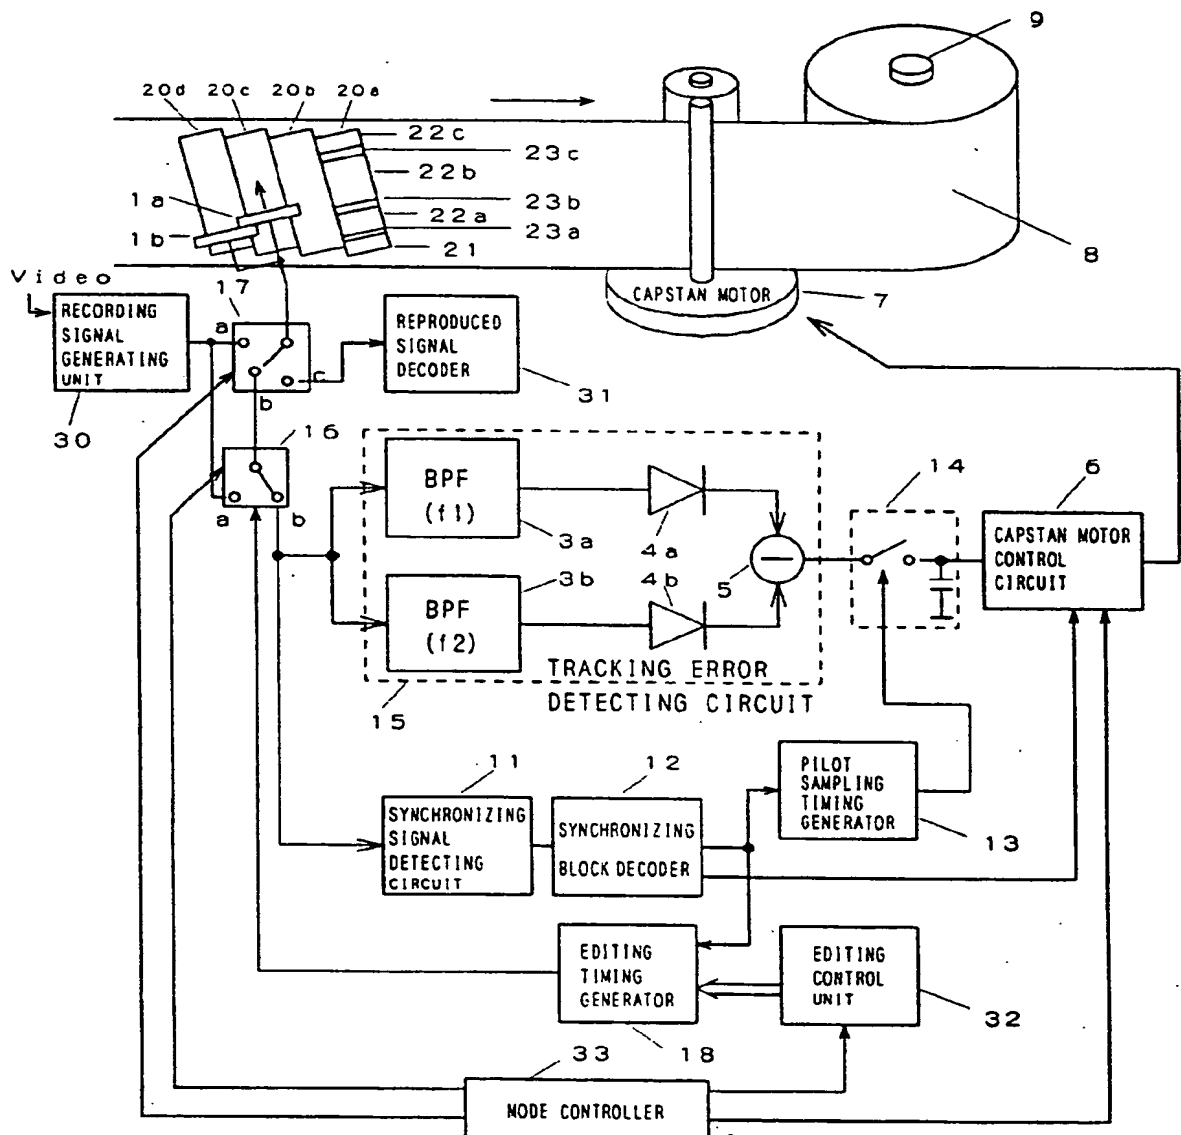 9
20d 20c 20b 20a
22c
23c
22b
1a
23b
22a
1b
23a
21
8
Video
17
CAPSTAN MOTOR
7
RECORDING
SIGNAL
GENERATING
UNIT
a
c
b
REPRODUCED
SIGNAL
DECODER
30
31
16
a
b
BPF
(f1)
3a
4a
14
6
CAPSTAN MOTOR
CONTROL
CIRCUIT
3b
4b
5
BPF
(f2)
TRACKING ERROR
DETECTING CIRCUIT
15
11
12
PILOT
SAMPLING
TIMING
GENERATOR
13
SYNCHRONIZING
SIGNAL
DETECTING
CIRCUIT
SYNCHRONIZING
BLOCK DECODER
EDITING
TIMING
GENERATOR
EDITING
CONTROL
UNIT
32
18
33
MODE CONTROLLER